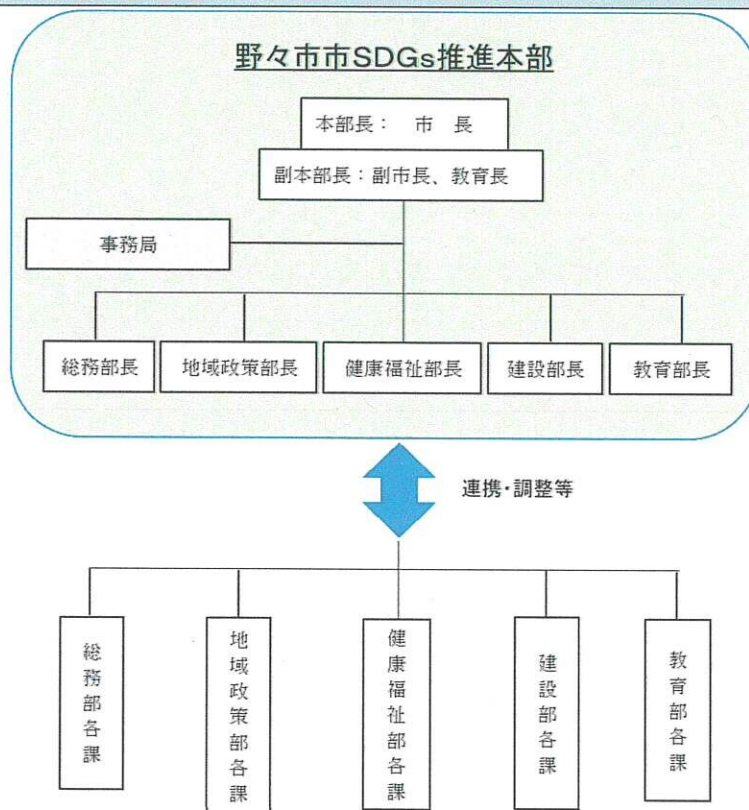 野々市市SDGs推進本部
本部長： 市 長
副本部長：副市長、教育長
事務局
総務部長
地域政策部長
健康福祉部長
建設部長
教育部長
連携・調整等
総務部各課
地域政策部各課
健康福祉部各課
建設部各課
教育部各課